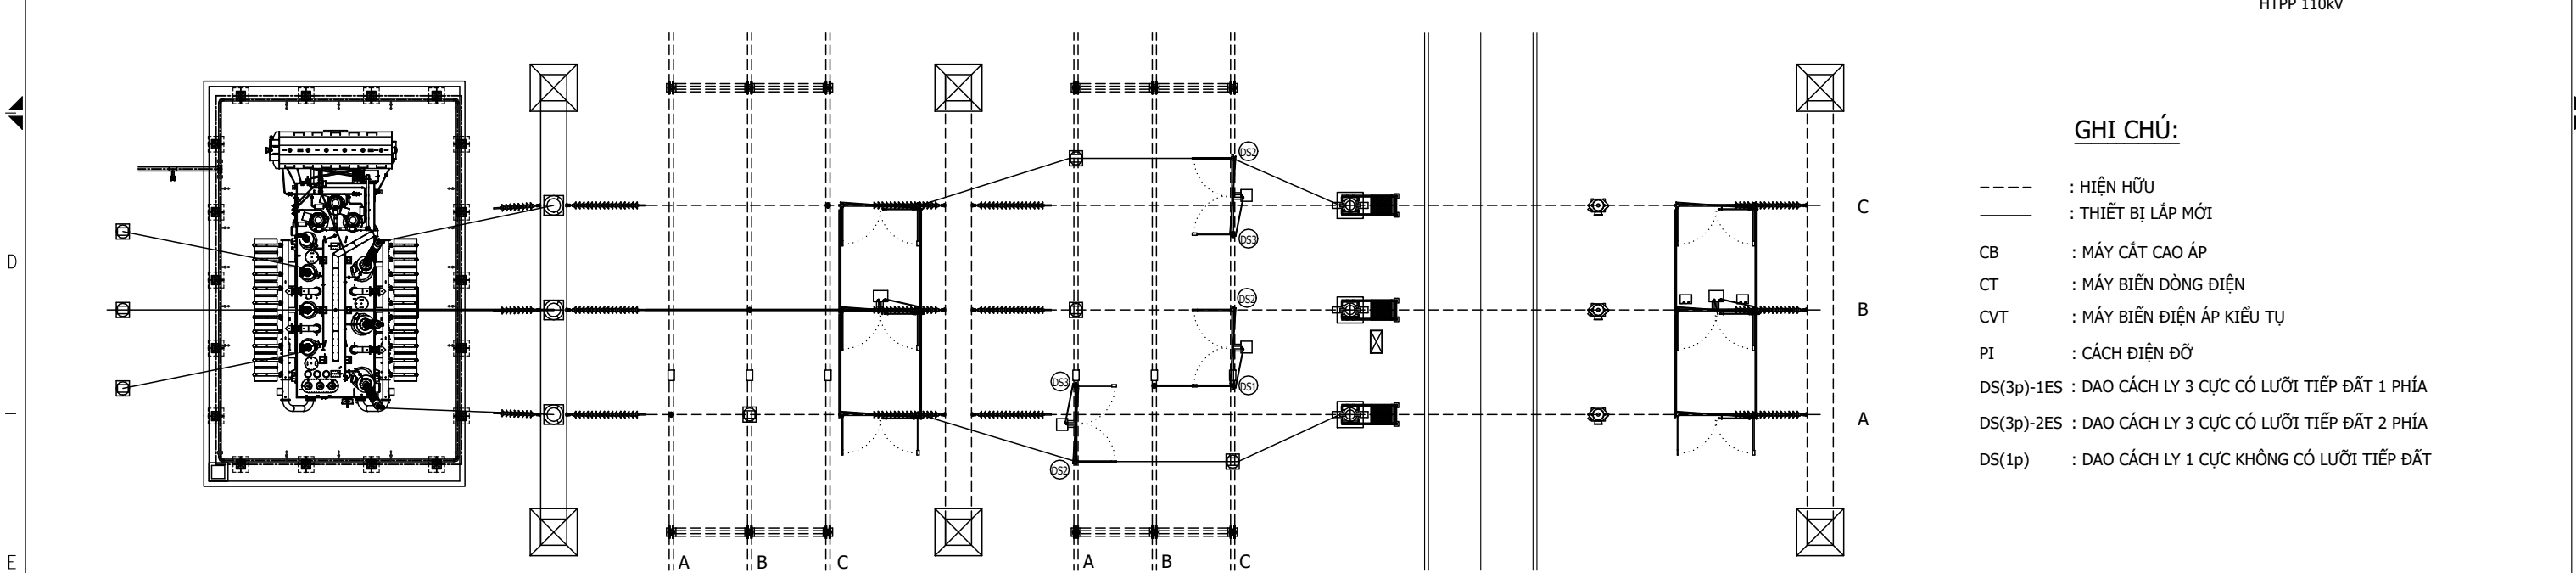 HTPP 110kV
GHI CHÚ:
: HIỆN HỮU
: THIẾT BỊ LẮP MỚI
CB : MÁY CẮT CAO ÁP
CT : MÁY BIẾN DÒNG ĐIỆN
CVT : MÁY BIẾN ĐIỆN ÁP KIỂU TỤ
PI : CÁCH ĐIỆN ĐỠ
DS(3p)-1ES : DAO CÁCH LY 3 CỰC CÓ LƯỠI TIẾP ĐẤT 1 PHÍA
DS(3p)-2ES : DAO CÁCH LY 3 CỰC CÓ LƯỠI TIẾP ĐẤT 2 PHÍA
DS(1p) : DAO CÁCH LY 1 CỰC KHÔNG CÓ LƯỠI TIẾP ĐẤT
DS2
C
DS3
D
DS2
B
DS3
DS1
A
DS2
E
A B C
A B C